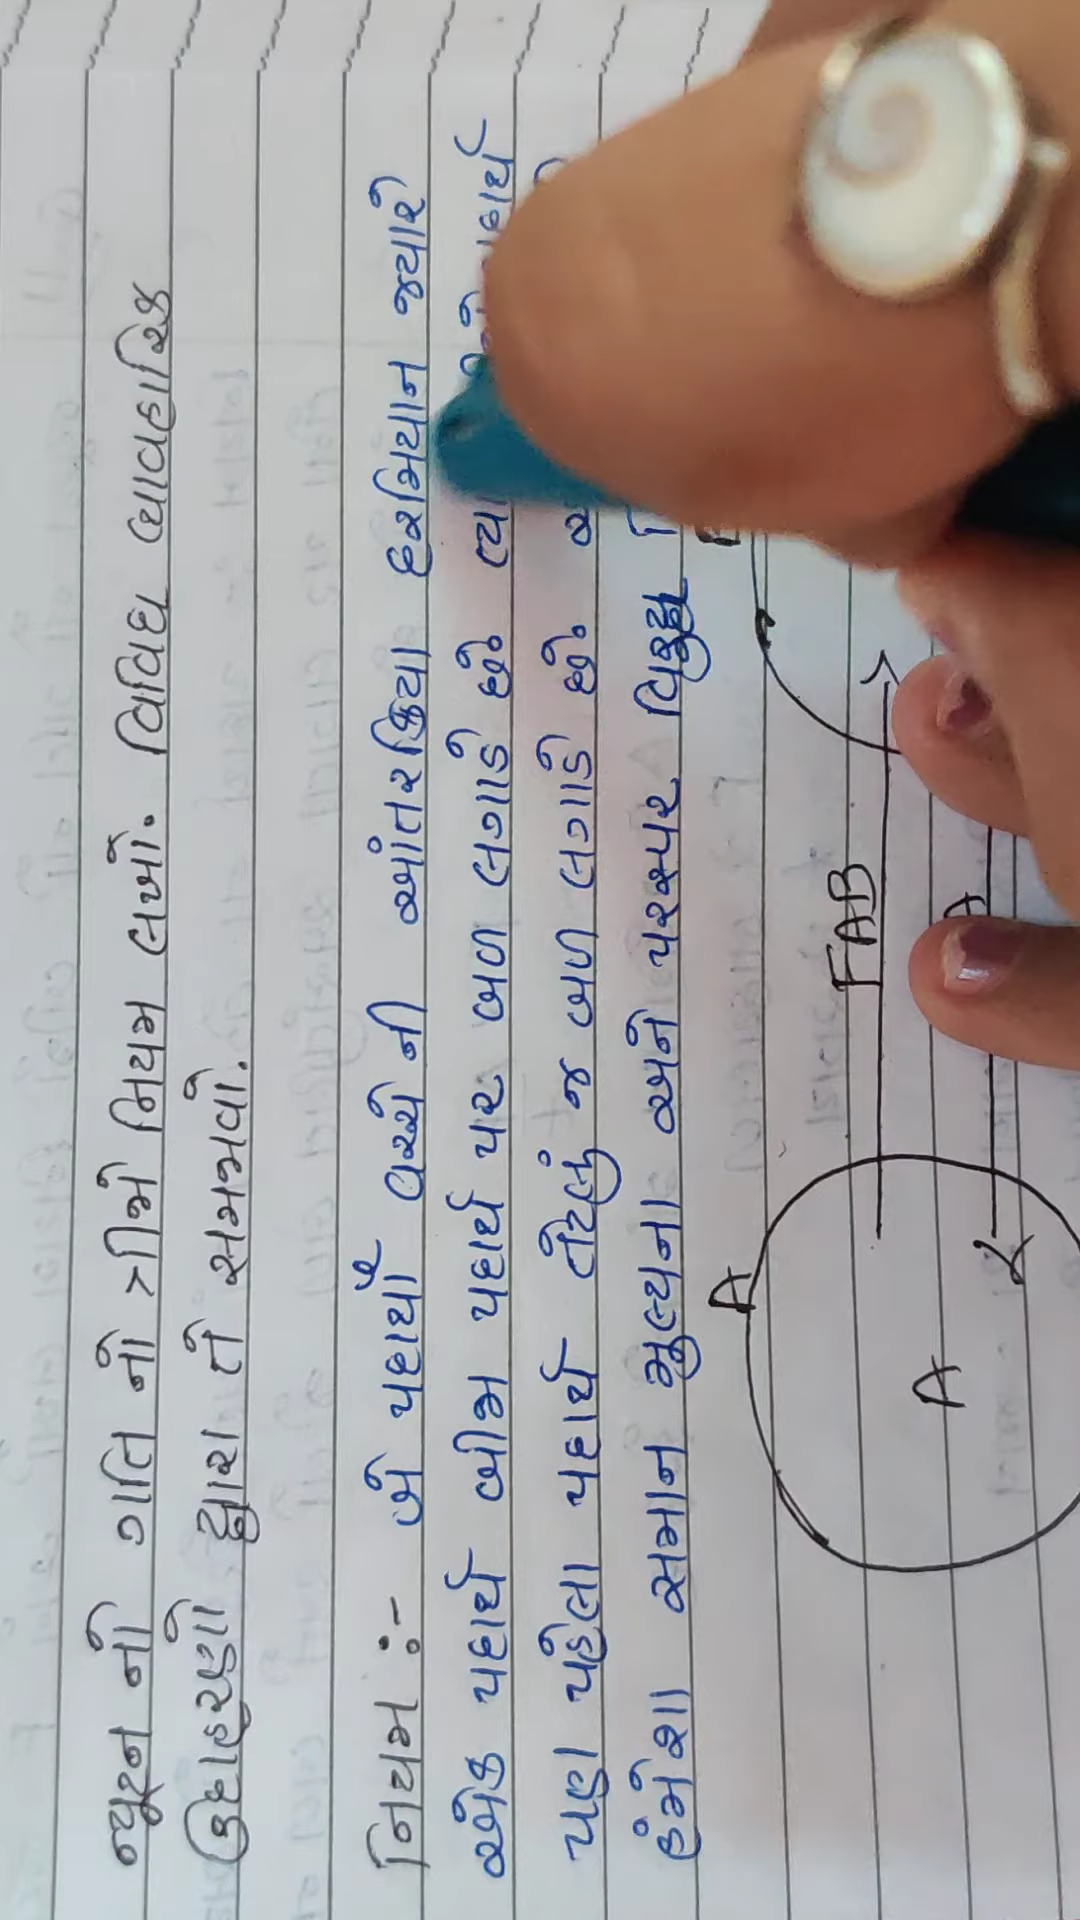 ન્યૂટન નો ગતિ નો ત્રીજો નિયમ લખો. વિવિધ વ્યાવહારિક
ઉદાહરણો દ્વારા તે સમજાવો.
નિયમ :- બે પદાર્થો વચ્ચે ની આંતરક્રિયા દરમિયાન જ્યારે
એક પદાર્થ બીજા પદાર્થ પર બળ લગાડે છે. પદાર્થ
પણ પહેલા પદાર્થ તેટલું જ બળ લગાડે છે.
હંમેશા સમાન મુલ્યના અને પરસ્પર વિરુદ્ધ
A
FAB
A